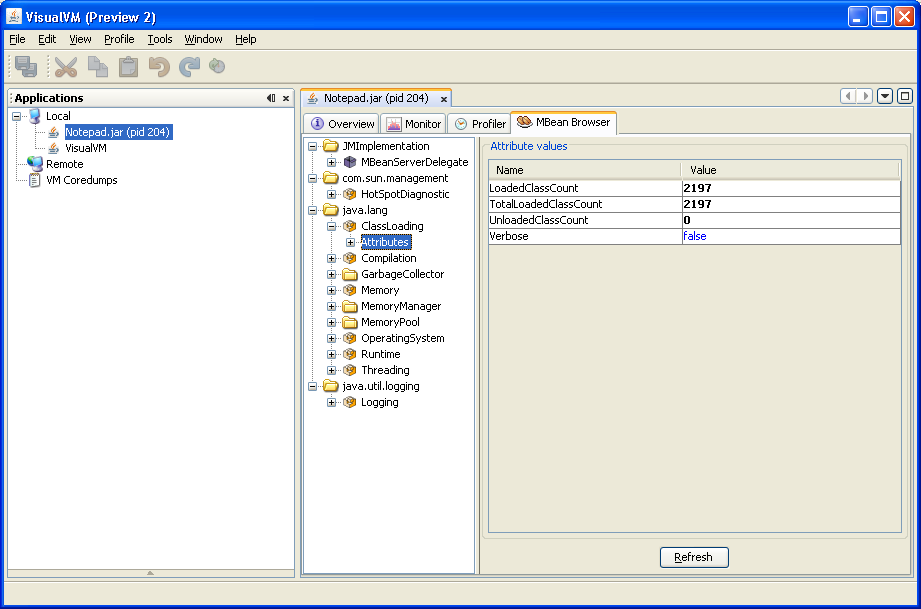 VisualVM (Preview 2)
File Edit View Profile Tools Window Help
Applications
Local
Notepad.jar (pid 204)
VisualVM
Remote
VM Coredumps
Notepad.jar (pid 204)
Overview Monitor Profiler MBean Browser
JMImplementation
MBeanServerDelegate
com.sun.management
HotSpotDiagnostic
java.lang
ClassLoading
Attributes
Compilation
GarbageCollector
Memory
MemoryManager
MemoryPool
OperatingSystem
Runtime
Threading
java.util.logging
Logging
Attribute values
Name Value
LoadedClassCount 2197
TotalLoadedClassCount 2197
UnloadedClassCount 0
Verbose false
Refresh